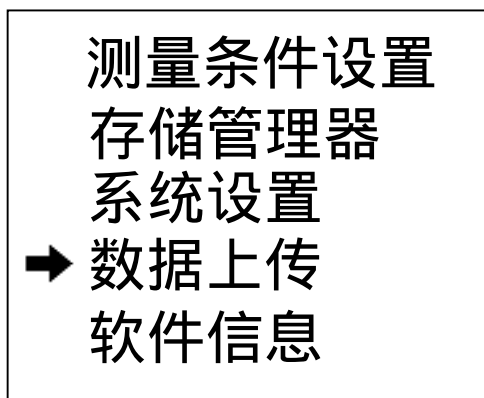 测量条件设置
存储管理器
系统设置
数据上传
软件信息